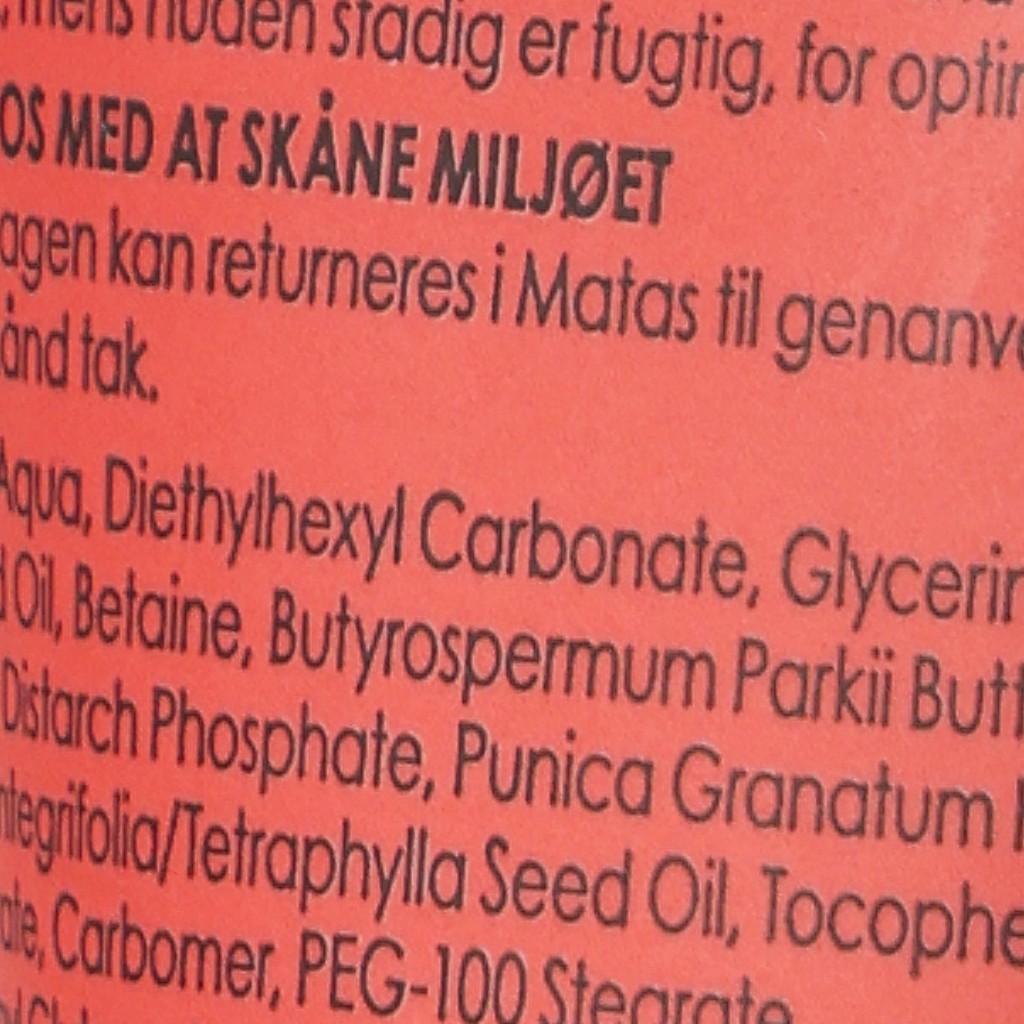 mens huden stadig er fugtig, for optim
OS MED AT SKÅNE MILJØET
agen kan returneres i Matas til genanve
ånd tak.
Aqua, Diethylhexyl Carbonate, Glycerin
Oil, Betaine, Butyrospermum Parkii Butt
Distarch Phosphate, Punica Granatum
ntegrifolia/Tetraphylla Seed Oil, Tocophe
ate, Carbomer, PEG-100 Stearate